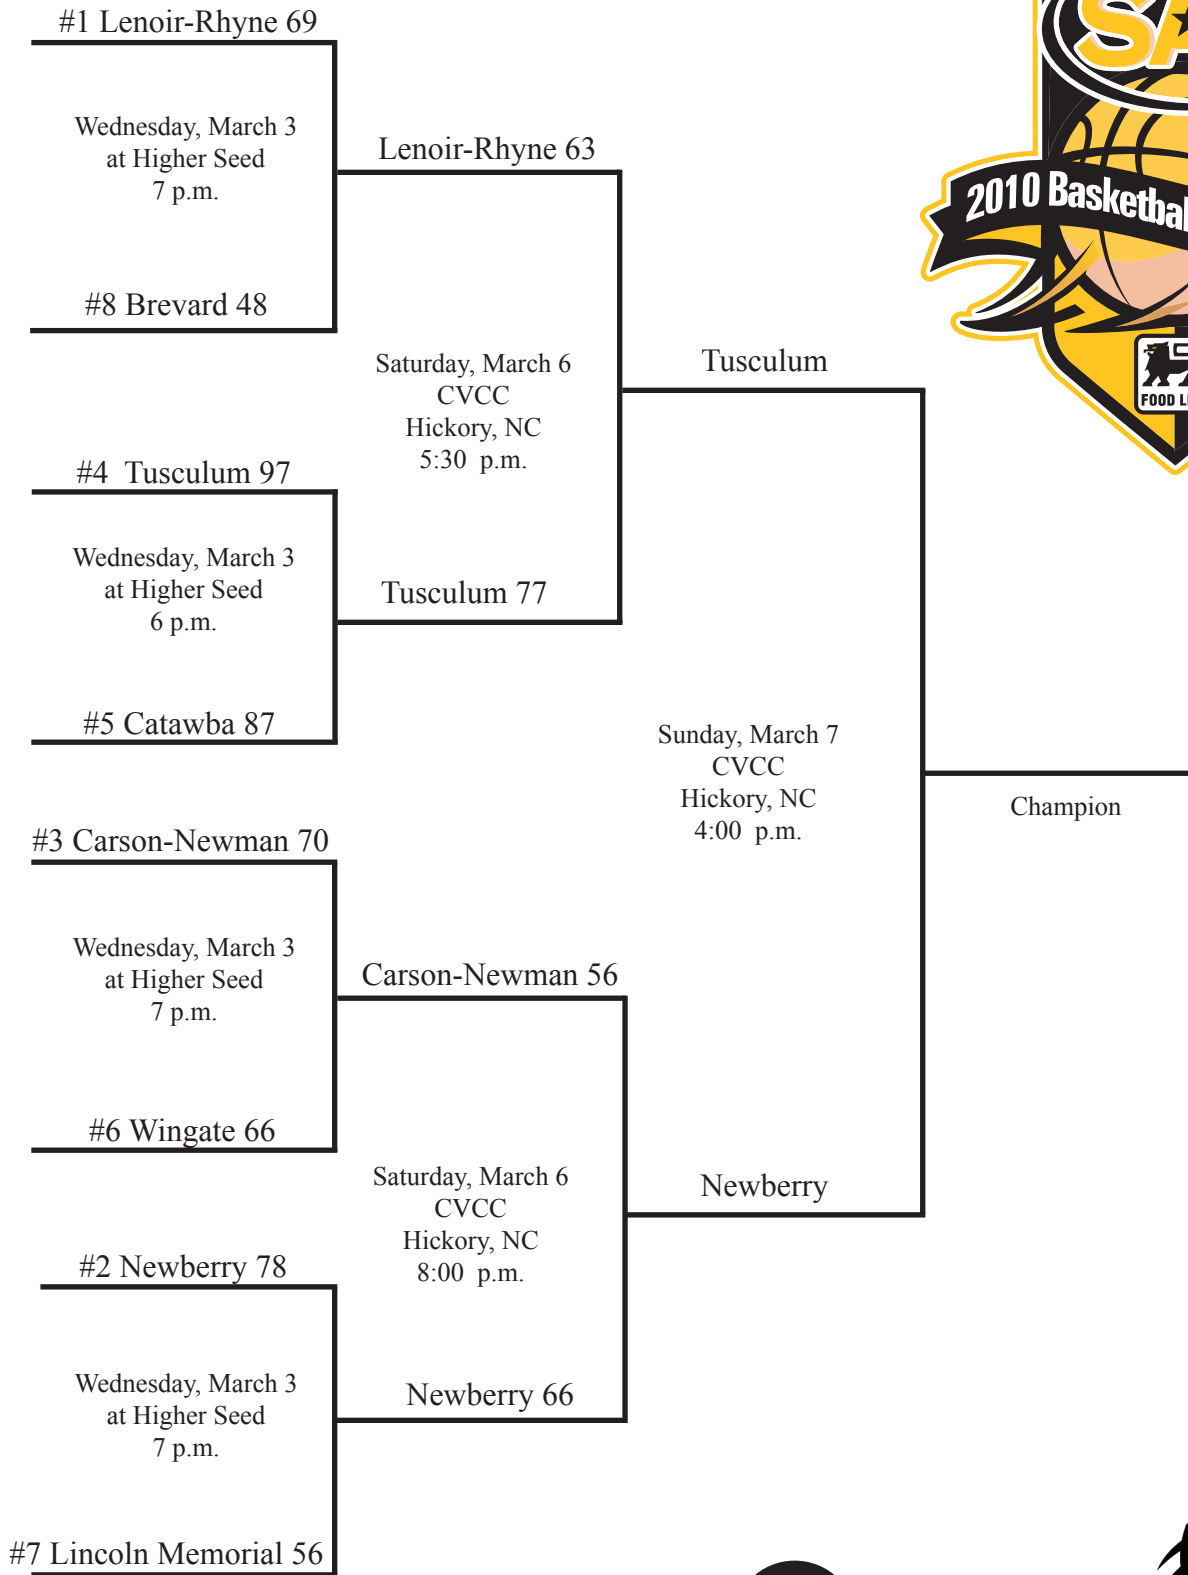 #1 Lenoir-Rhyne 69
Wednesday, March 3
at Higher Seed
7 p.m.
#8 Brevard 48
Lenoir-Rhyne 63
Saturday, March 6
CVCC
Hickory, NC
5:30 p.m.
#4 Tusculum 97
Wednesday, March 3
at Higher Seed
6 p.m.
#5 Catawba 87
Tusculum 77
Tusculum
Sunday, March 7
CVCC
Hickory, NC
4:00 p.m.
Champion
#3 Carson-Newman 70
Wednesday, March 3
at Higher Seed
7 p.m.
#6 Wingate 66
Carson-Newman 56
Saturday, March 6
CVCC
Hickory, NC
8:00 p.m.
Newberry
#2 Newberry 78
Wednesday, March 3
at Higher Seed
7 p.m.
#7 Lincoln Memorial 56
Newberry 66
2010 Basketbal
FOOD L